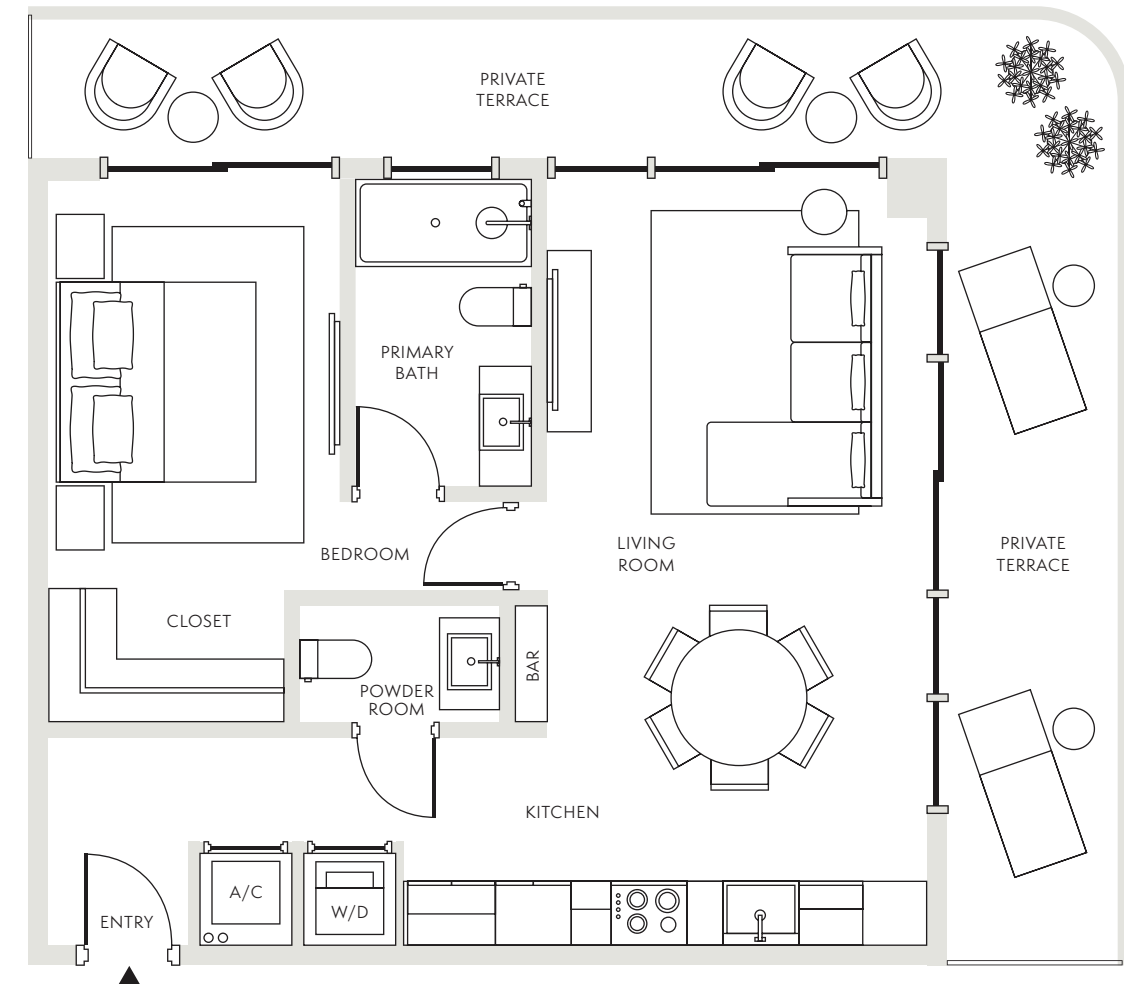 PRIVATE
TERRACE
PRIMARY
BATH
BEDROOM
LIVING
ROOM
PRIVATE
TERRACE
CLOSET
BAR
POWDER
ROOM
KITCHEN
A/C
W/D
ENTRY